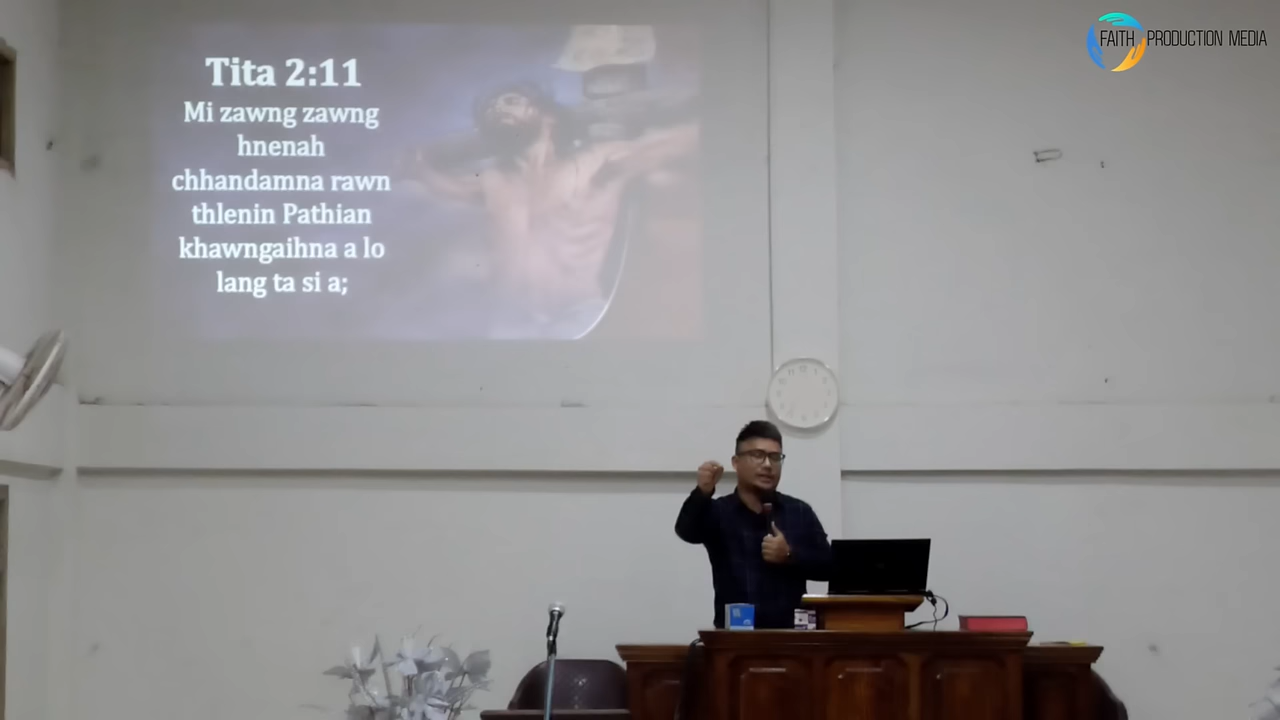 Tita 2:11
Mi zawng zawng
hnenah
chhandamna rawn
thlenin Pathian
khawngaihna a lo
lang ta si a;
FAITH PRODUCTION MEDIA